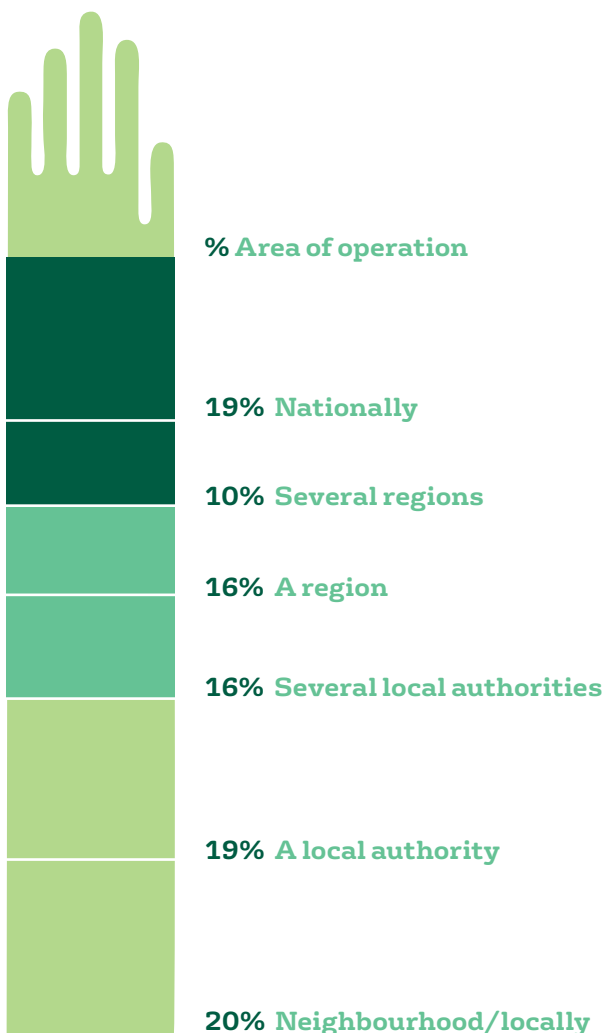 % Area of operation
19% Nationally
10% Several regions
16% A region
16% Several local authorities
19% A local authority
20% Neighbourhood/locally